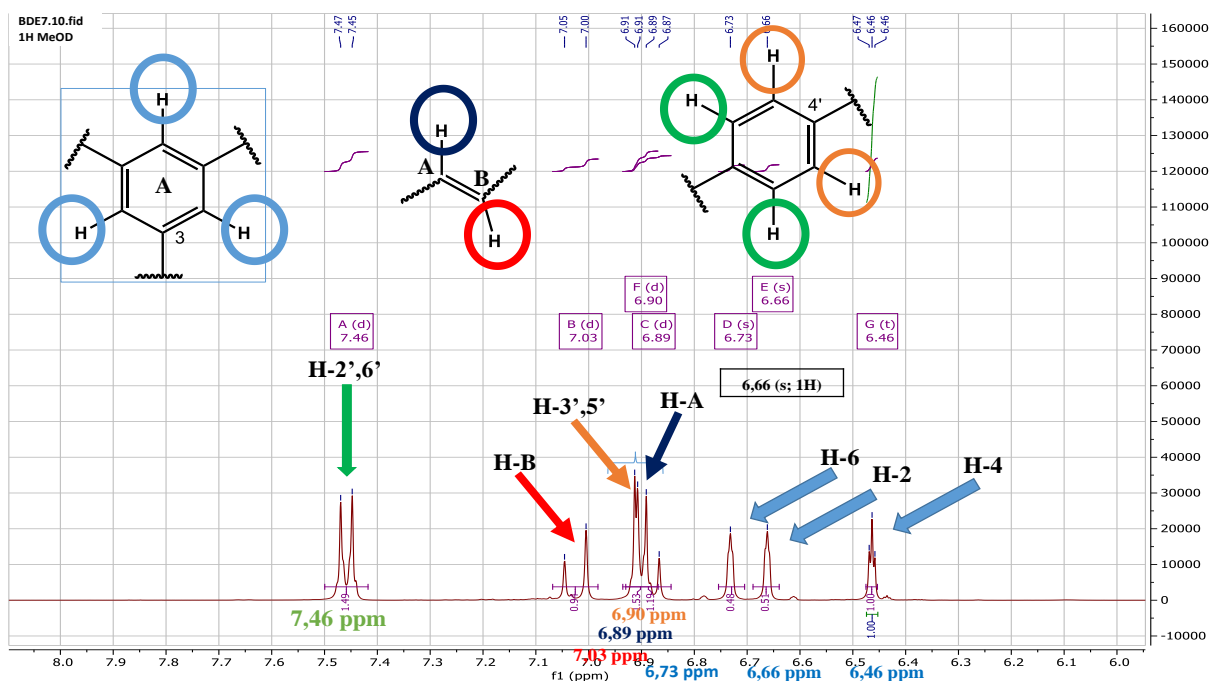 BDE7.10.fid
1H MeOD
7.47
7.45
7.05
7.00
6.91
6.91
6.89
6.87
6.73
6.66
6.47
6.46
6.46
160000
150000
140000
130000
120000
110000
100000
90000
80000
70000
60000
50000
40000
30000
20000
10000
0
-10000
H
H
H
A
3
H
A
B
H
H
H
4'
H
H
F (d)
6.90
E (s)
6.66
A (d)
7.46
B (d)
7.03
C (d)
6.89
D (s)
6.73
G (t)
6.46
H-2’,6’
6,66 (s; 1H)
H-3’,5’
H-A
H-B
H-6
H-2
H-4
1.49
1.19
0.48
0.51
1.00
1.00
7,46 ppm
6,90 ppm
6,89 ppm
7,03 ppm
6,73 ppm
6,66 ppm
6,46 ppm
8.0
7.9
7.8
7.7
7.6
7.5
7.4
7.3
7.2
7.1
7.0
6.9
6.8
6.7
6.6
6.5
6.4
6.3
6.2
6.1
6.0
f1 (ppm)